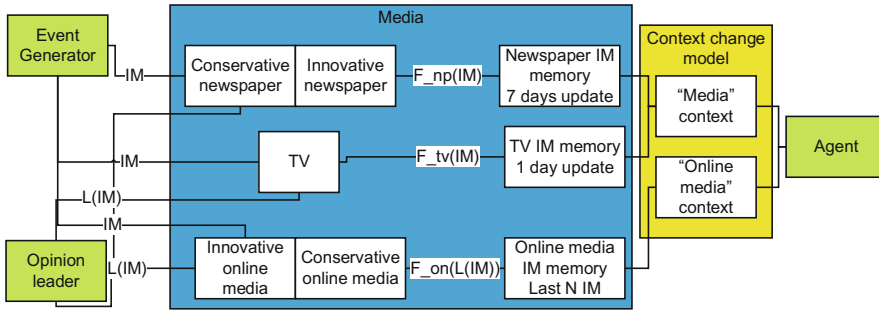 Media
Event
Generator
IM
Conservative
newspaper
Innovative
newspaper
F_np(IM)
Newspaper IM
memory
7 days update
Context change
model
“Media”
context
IM
TV
F_tv(IM)
TV IM memory
1 day update
“Online
media”
context
Agent
L(IM)
IM
Opinion
leader
L(IM)
Innovative
online
media
Conservative
online media
F_on(L(IM))
Online media
IM memory
Last N IM